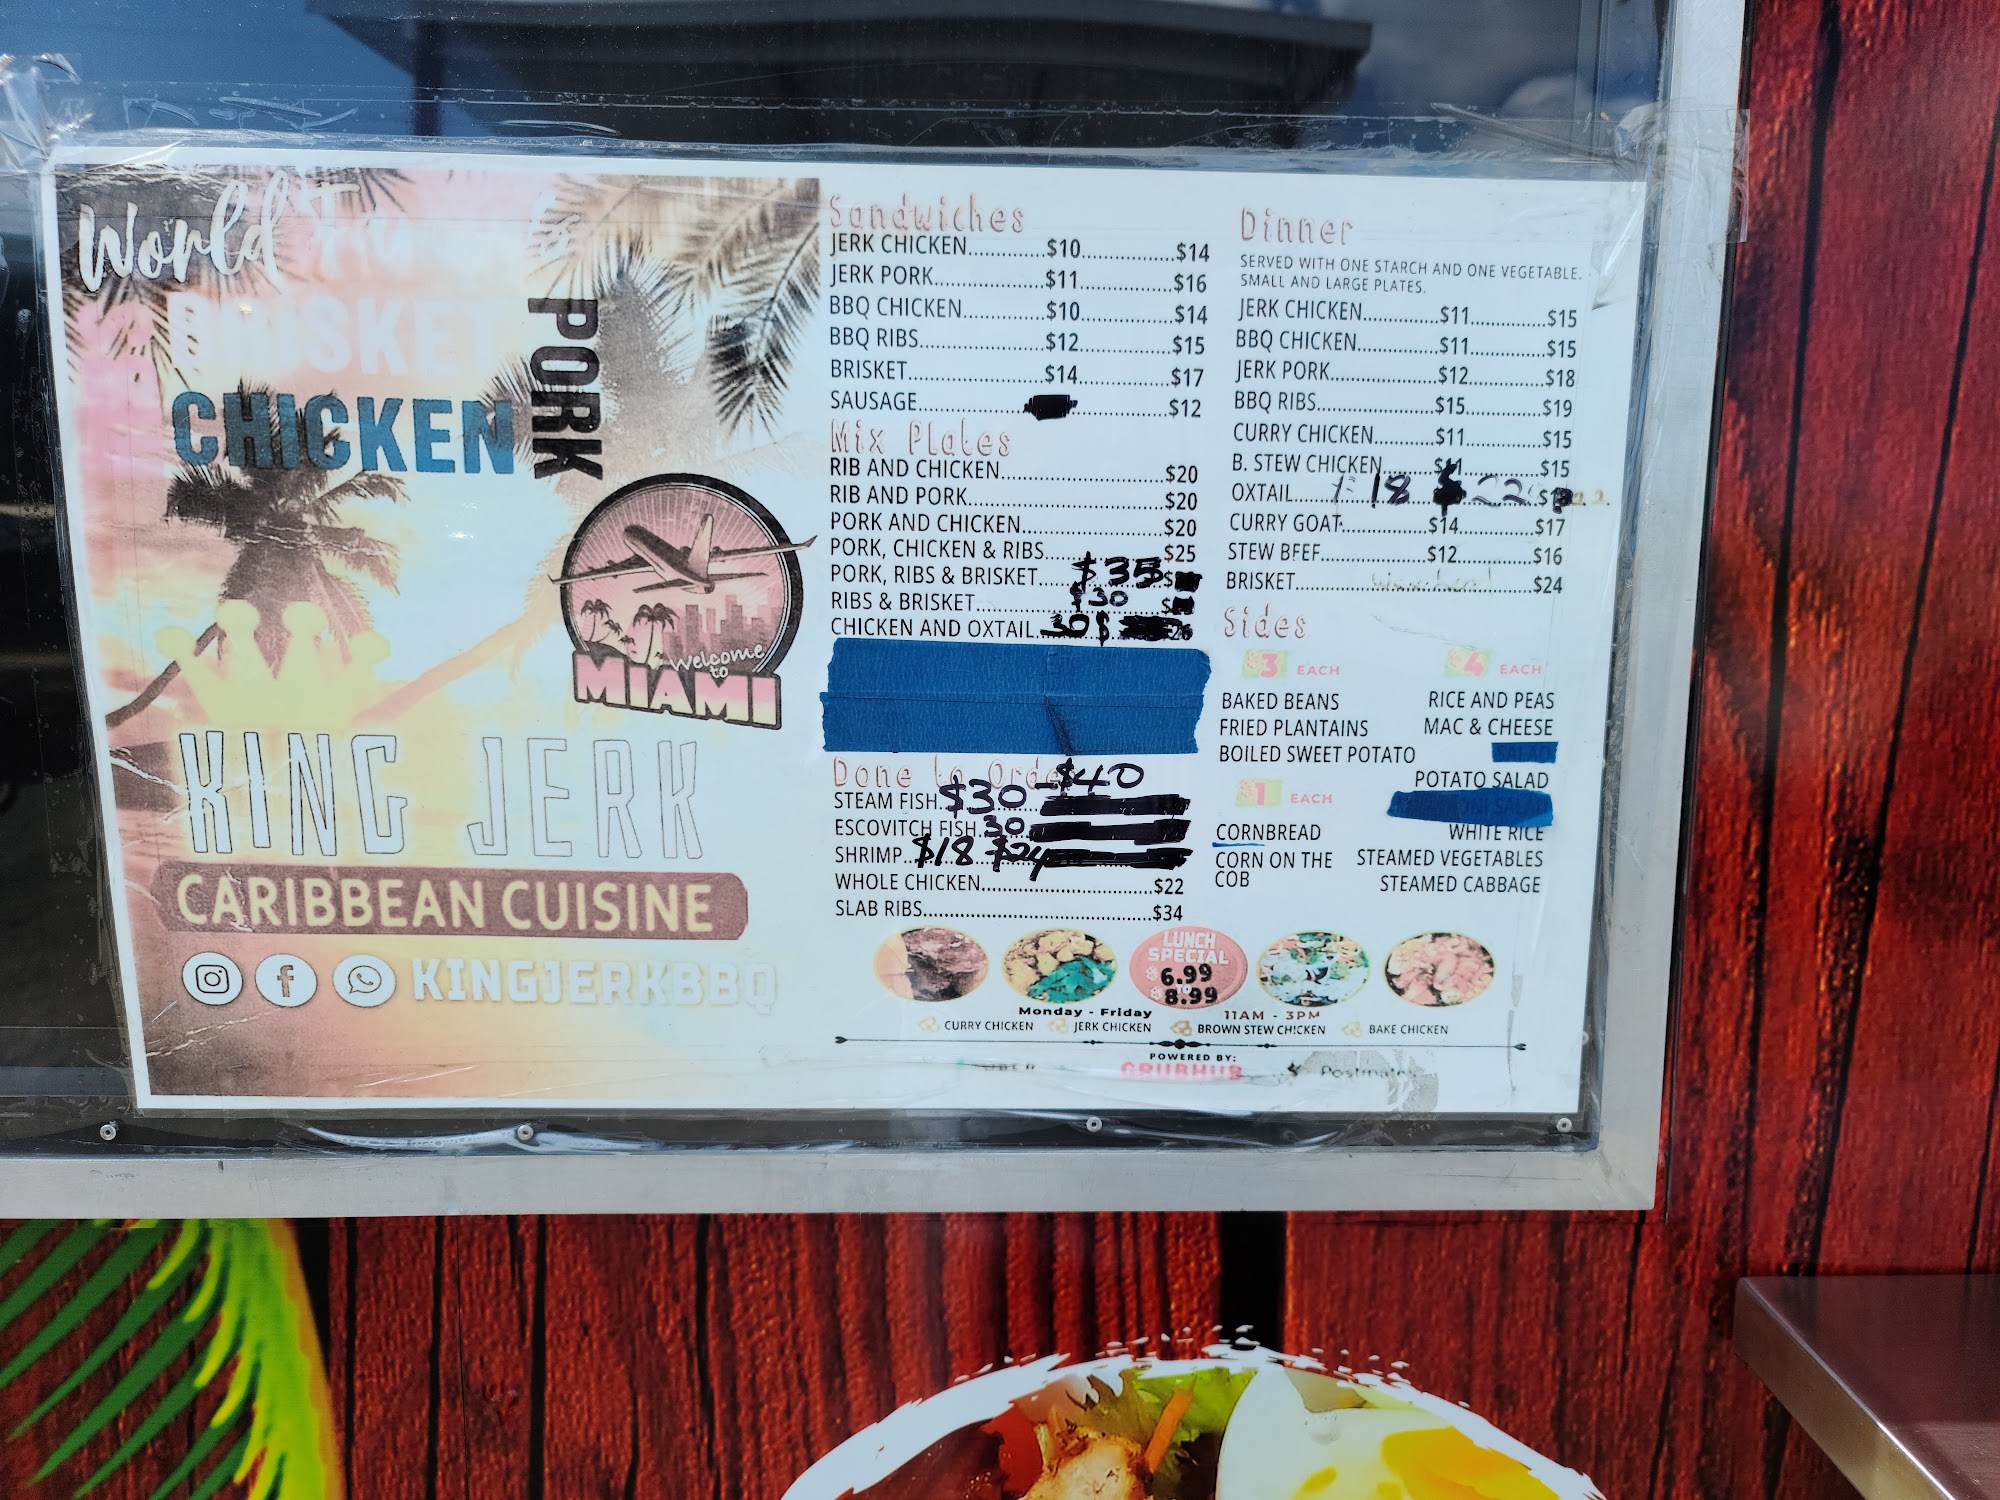 World Famous
BRISKET
CHICKEN
PORK
Welcome
to
MIAMI
KING JERK
CARIBBEAN CUISINE
KINGJERKBBQ
Sandwiches
JERK CHICKEN..........$10..........$14
JERK PORK..........$11..........$16
BBQ CHICKEN..........$10..........$14
BBQ RIBS..........$12..........$15
BRISKET..........$14..........$17
SAUSAGE..........$12
Mix Plates
RIB AND CHICKEN..........$20
RIB AND PORK..........$20
PORK AND CHICKEN..........$20
PORK, CHICKEN & RIBS..........$25
PORK, RIBS & BRISKET..........$35
RIBS & BRISKET..........$30
CHICKEN AND OXTAIL..........30$
Done to Order
STEAM FISH..$30-$40
ESCOVITCH FISH..30
SHRIMP..$18 $24
WHOLE CHICKEN..........$22
SLAB RIBS..........$34
Dinner
SERVED WITH ONE STARCH AND ONE VEGETABLE.
SMALL AND LARGE PLATES.
JERK CHICKEN..........$11..........$15
BBQ CHICKEN..........$11..........$15
JERK PORK..........$12..........$18
BBQ RIBS..........$15..........$19
CURRY CHICKEN..........$11..........$15
B. STEW CHICKEN..........$11..........$15
OXTAIL..........18 $22
CURRY GOAT..........$14..........$17
STEW BEEF..........$12..........$16
BRISKET..........$24
Sides
$3 EACH
BAKED BEANS
FRIED PLANTAINS
BOILED SWEET POTATO
$1 EACH
CORNBREAD
CORN ON THE
COB
$4 EACH
RICE AND PEAS
MAC & CHEESE
SALAD
POTATO SALAD
WHITE RICE
STEAMED VEGETABLES
STEAMED CABBAGE
LUNCH
SPECIAL
$6.99
TO
$8.99
Monday - Friday 11AM - 3PM
CURRY CHICKEN JERK CHICKEN BROWN STEW CHICKEN BAKE CHICKEN
POWERED BY:
GRUBHUB Postmates